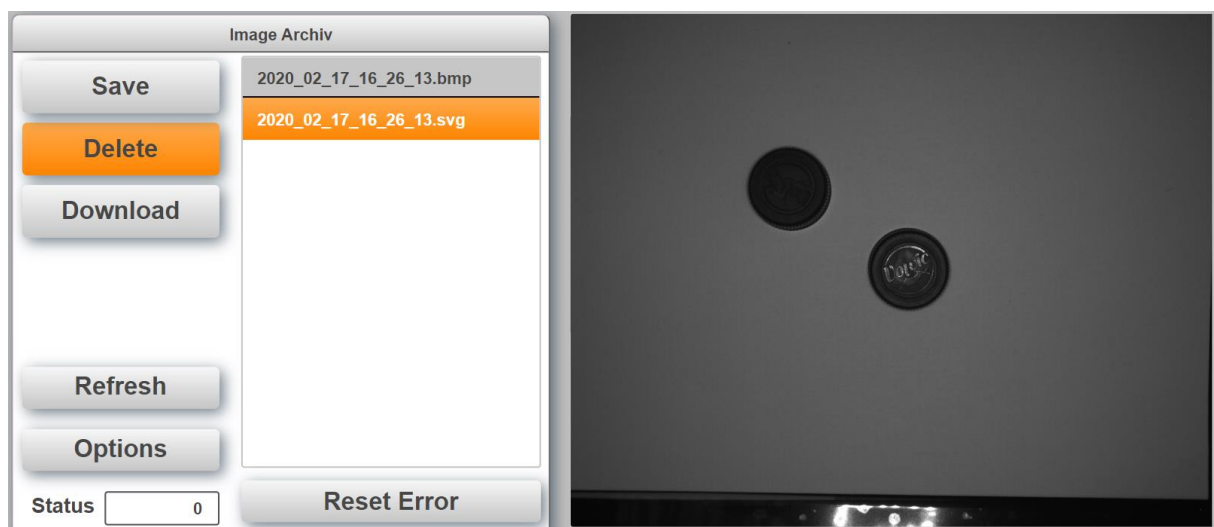 Image Archiv
Save
Delete
Download
Refresh
Options
Status 0
2020_02_17_16_26_13.bmp
2020_02_17_16_26_13.svg
Reset Error